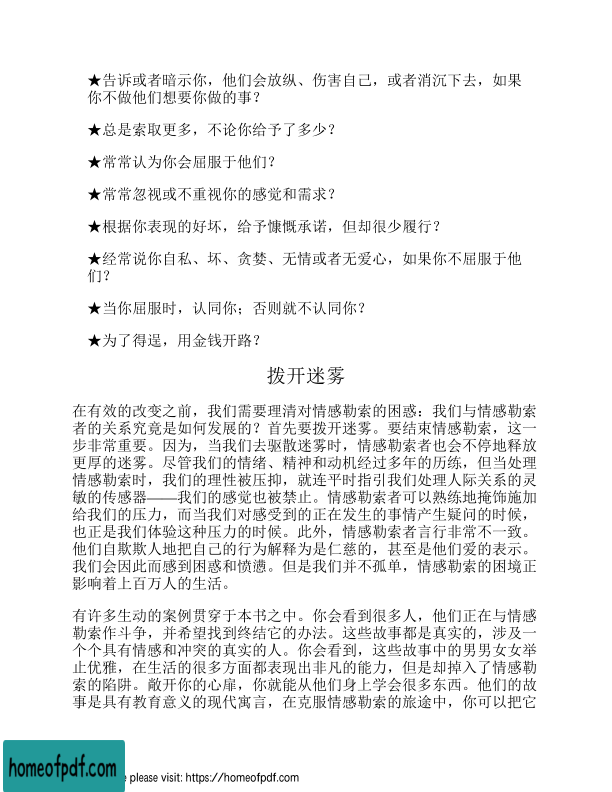 ★告诉或者暗示你，他们会放纵、伤害自己，或者消沉下去，如果
你不做他们想要你做的事？
★总是索取更多，不论你给予了多少？
★常常认为你会屈服于他们？
★常常忽视或不重视你的感觉和需求？
★根据你表现的好坏，给予慷慨承诺，但却很少履行？
★经常说你自私、坏、贪婪、无情或者无爱心，如果你不屈服于他
们？
★当你屈服时，认同你；否则就不认同你？
★为了得逞，用金钱开路？
拨开迷雾
在有效的改变之前，我们需要理清对情感勒索的困惑：我们与情感勒索
者的关系究竟是如何发展的？首先要拨开迷雾。要结束情感勒索，这一
步非常重要。因为，当我们去驱散迷雾时，情感勒索者也会不停地释放
更厚的迷雾。尽管我们的情绪、精神和动机经过多年的历练，但当处理
情感勒索时，我们的理性被压抑，就连平时指引我们处理人际关系的灵
敏的传感器——我们的感觉也被禁止。情感勒索者可以熟练地掩饰施加
给我们的压力，而当我们对感受到的正在发生的事情产生疑问的时候，
也正是我们体验这种压力的时候。此外，情感勒索者言行非常不一致。
他们自欺欺人地把自己的行为解释为是仁慈的，甚至是他们爱的表示。
我们会因此而感到困惑和愤懑。但是我们并不孤单，情感勒索的困境正
影响着上百万人的生活。
有许多生动的案例贯穿于本书之中。你会看到很多人，他们正在与情感
勒索作斗争，并希望找到终结它的办法。这些故事都是真实的，涉及一
个个具有情感和冲突的真实的人。你会看到，这些故事中的男男女女举
止优雅，在生活的很多方面都表现出非凡的能力，但是却掉入了情感勒
索的陷阱。敞开你的心扉，你就能从他们身上学会很多东西。他们的故
事是具有教育意义的现代寓言，在克服情感勒索的旅途中，你可以把它
homeofpdf.com
please visit: https://homeofpdf.com